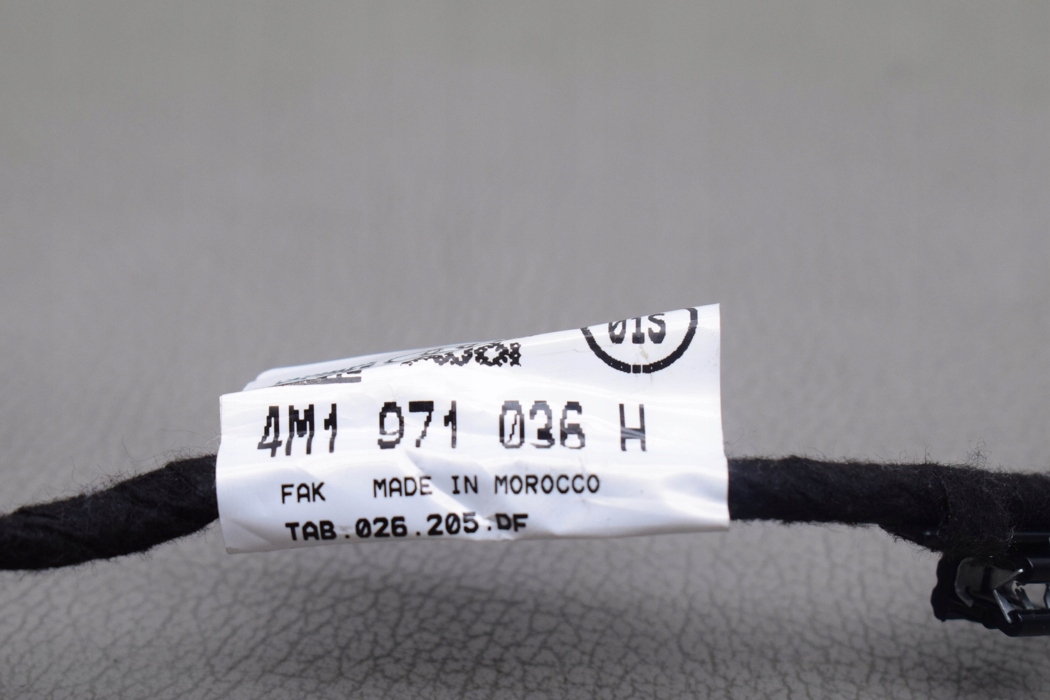 01S
4M1 971 036 H
FAK MADE IN MOROCCO
TAB.026.205.DF